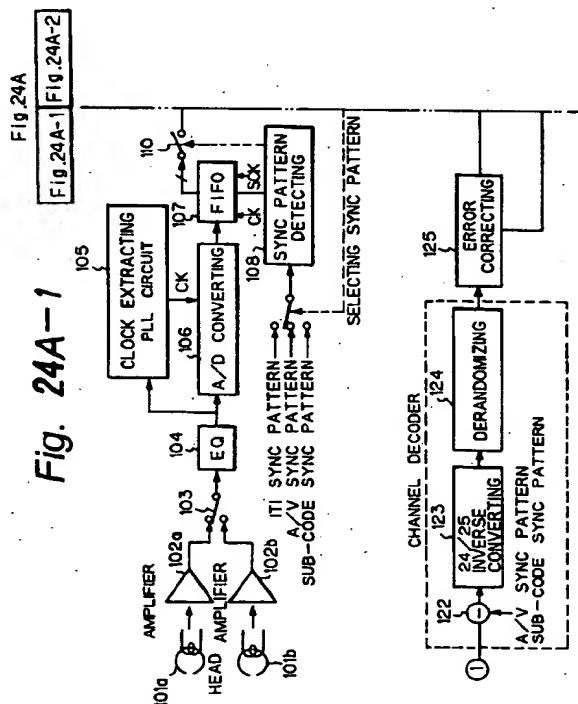 Fig. 24A
Fig. 24A-1 Fig. 24A-2
Fig. 24A-1
105
CLOCK EXTRACTING
PLL CIRCUIT
CK
110
103
104
EQ
106
A/D CONVERTING
107
FIFO
CK
SCK
108
SYNC PATTERN
DETECTING
AMPLIFIER
102a
101a
HEAD
AMPLIFIER
102b
101b
ITI SYNC PATTERN
A/V SYNC PATTERN
SUB-CODE SYNC PATTERN
SELECTING SYNC PATTERN
CHANNEL DECODER
1
122
123
24/25
INVERSE
CONVERTING
124
DERANDOMIZING
125
ERROR
CORRECTING
A/V SYNC PATTERN
SUB-CODE SYNC PATTERN